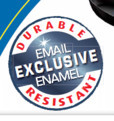 DURABLE
EMAIL
EXCLUSIVE
ENAMEL
RESISTANT